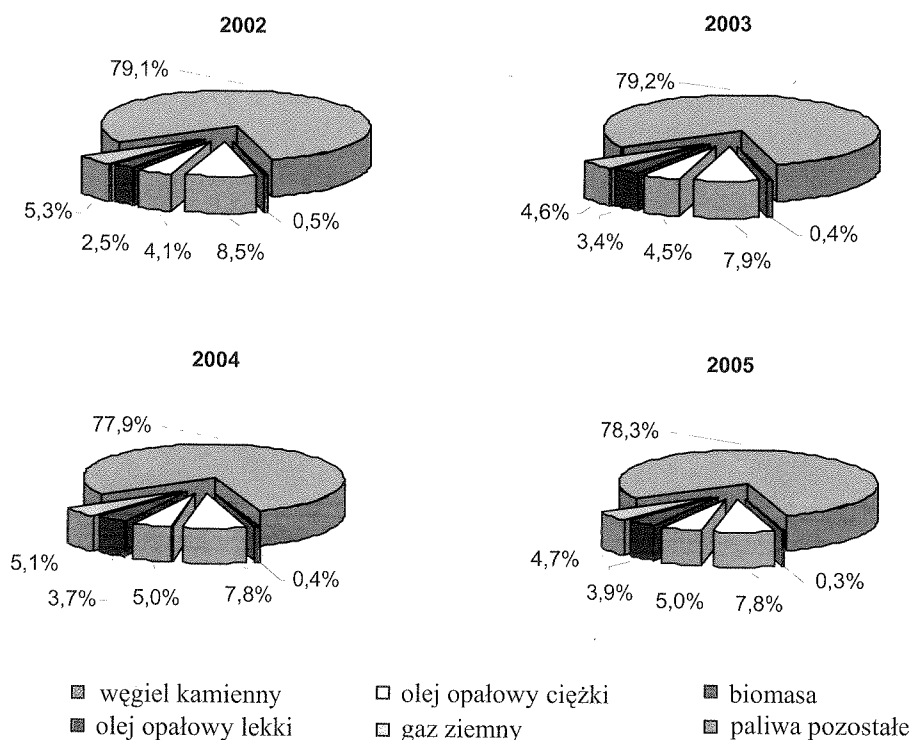 2002 2003
79,1% 79,2%
5,3% 0,5% 4,6% 0,4%
2,5% 4,1% 8,5% 3,4% 4,5% 7,9%
2004 2005
77,9% 78,3%
5,1% 0,4% 4,7% 0,3%
3,7% 5,0% 7,8% 3,9% 5,0% 7,8%
węgiel kamienny olej opałowy ciężki biomasa
olej opałowy lekki gaz ziemny paliwa pozostałe